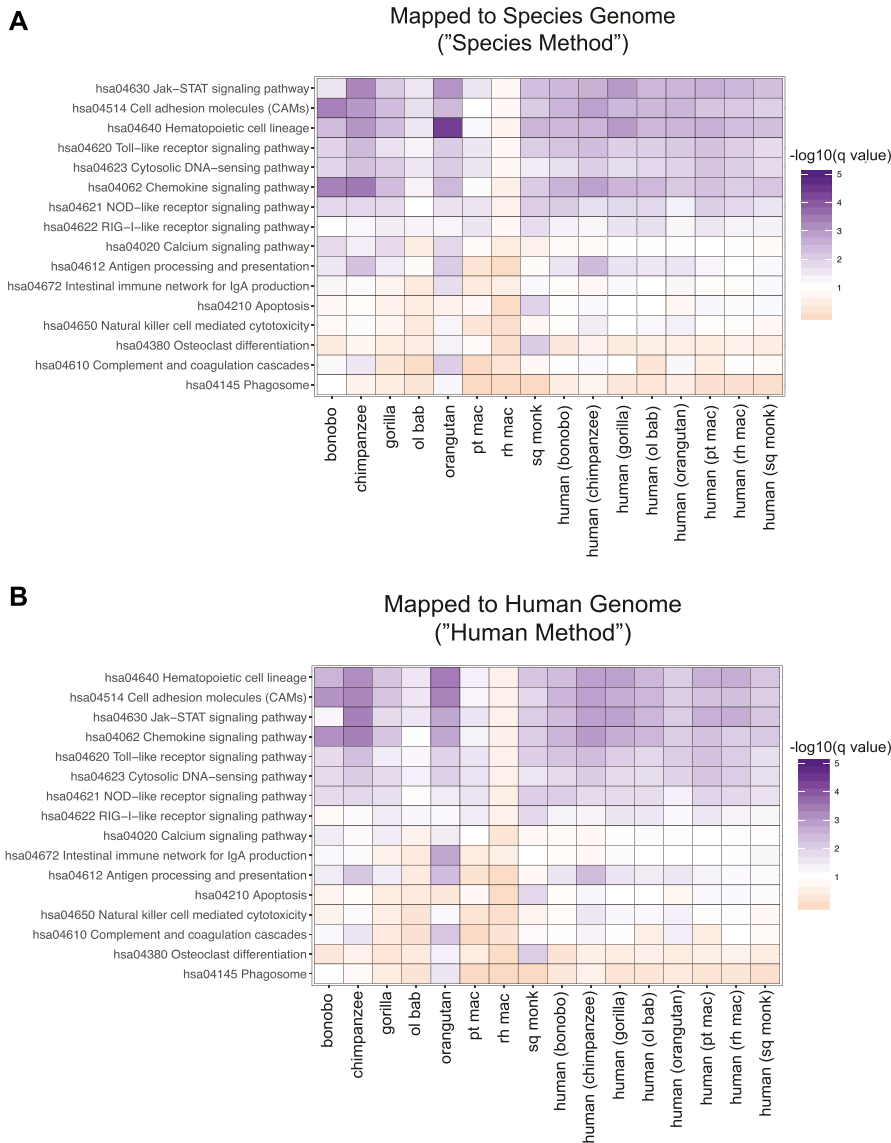 A
Mapped to Species Genome
("Species Method")
hsa04630 Jak−STAT signaling pathway
hsa04514 Cell adhesion molecules (CAMs)
hsa04640 Hematopoietic cell lineage
hsa04620 Toll−like receptor signaling pathway
hsa04623 Cytosolic DNA−sensing pathway
hsa04062 Chemokine signaling pathway
hsa04621 NOD−like receptor signaling pathway
hsa04622 RIG−I−like receptor signaling pathway
hsa04020 Calcium signaling pathway
hsa04612 Antigen processing and presentation
hsa04672 Intestinal immune network for IgA production
hsa04210 Apoptosis
hsa04650 Natural killer cell mediated cytotoxicity
hsa04380 Osteoclast differentiation
hsa04610 Complement and coagulation cascades
hsa04145 Phagosome
bonobo
chimpanzee
gorilla
ol bab
orangutan
pt mac
rh mac
sq monk
human (bonobo)
human (chimpanzee)
human (gorilla)
human (ol bab)
human (orangutan)
human (pt mac)
human (rh mac)
human (sq monk)
-log10(q value)
5
4
3
2
1
B
Mapped to Human Genome
("Human Method")
hsa04640 Hematopoietic cell lineage
hsa04514 Cell adhesion molecules (CAMs)
hsa04630 Jak−STAT signaling pathway
hsa04062 Chemokine signaling pathway
hsa04620 Toll−like receptor signaling pathway
hsa04623 Cytosolic DNA−sensing pathway
hsa04621 NOD−like receptor signaling pathway
hsa04622 RIG−I−like receptor signaling pathway
hsa04020 Calcium signaling pathway
hsa04672 Intestinal immune network for IgA production
hsa04612 Antigen processing and presentation
hsa04210 Apoptosis
hsa04650 Natural killer cell mediated cytotoxicity
hsa04610 Complement and coagulation cascades
hsa04380 Osteoclast differentiation
hsa04145 Phagosome
bonobo
chimpanzee
gorilla
ol bab
orangutan
pt mac
rh mac
sq monk
human (bonobo)
human (chimpanzee)
human (gorilla)
human (ol bab)
human (orangutan)
human (pt mac)
human (rh mac)
human (sq monk)
-log10(q value)
5
4
3
2
1